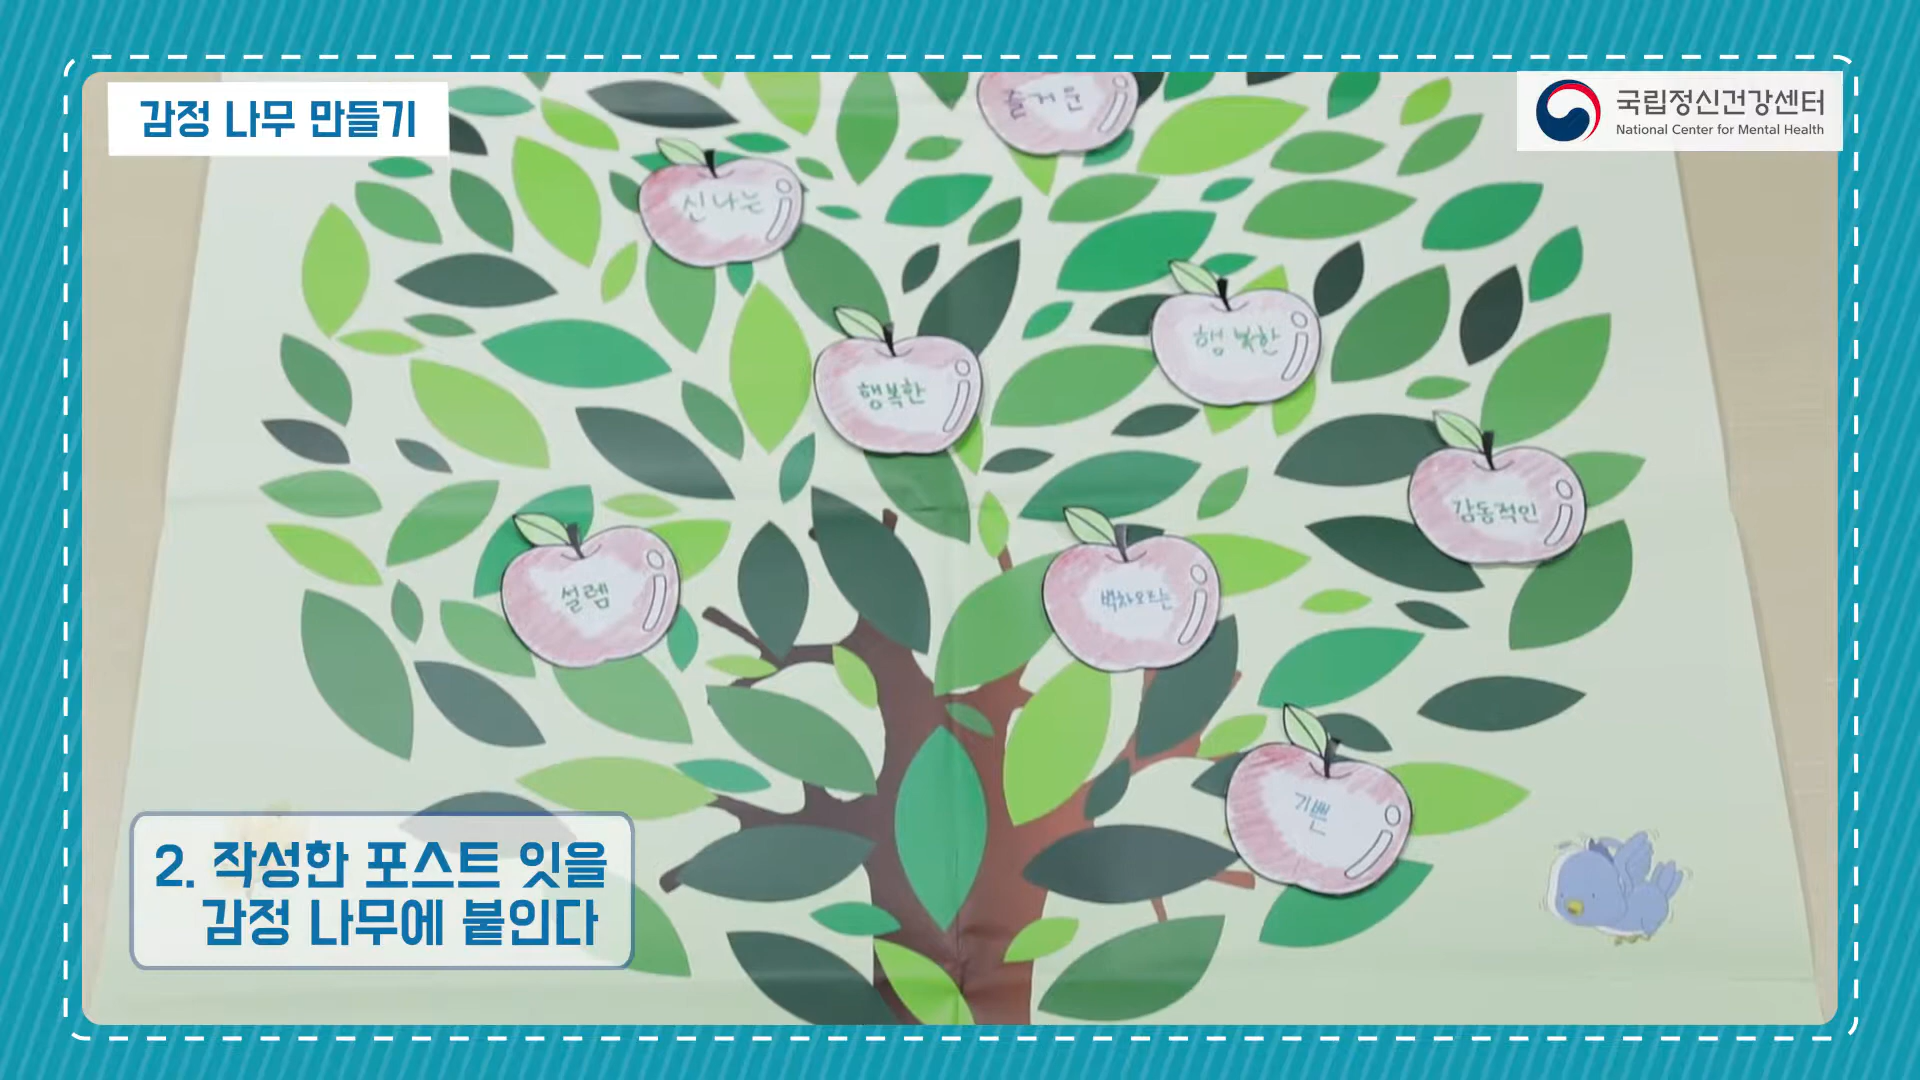 감정 나무 만들기
국립정신건강센터
National Center for Mental Health
즐거운
신나는
행복한
행복한
감동적인
설렘
벅차오르는
기쁜
2. 작성한 포스트 잇을
감정 나무에 붙인다